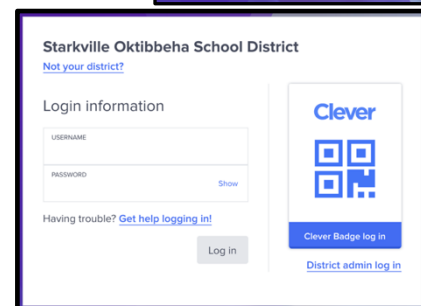 Starkville Oktibbeha School District
Not your district?
Login information
USERNAME
PASSWORD
Show
Having trouble? Get help logging in!
Log in
Clever
Clever Badge log in
District admin log in